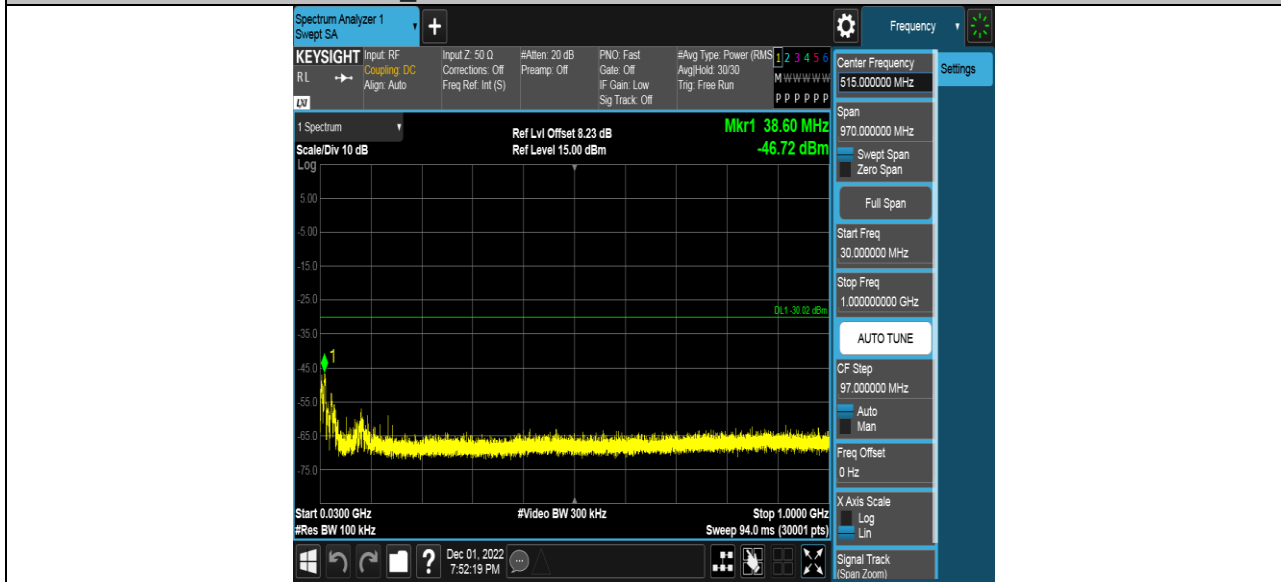 Spectrum Analyzer 1
Swept SA
+
Frequency
KEYSIGHT
RL
LXI
Input: RF
Coupling: DC
Align: Auto
Input Z: 50 Ω
Corrections: Off
Freq Ref: Int (S)
#Atten: 20 dB
Preamp: Off
PNO: Fast
Gate: Off
IF Gain: Low
Sig Track: Off
#Avg Type: Power (RMS
Avg|Hold: 30/30
Trig: Free Run
1 2 3 4 5 6
M W W W W W
P P P P P P
Center Frequency
515.000000 MHz
Settings
Span
970.000000 MHz
Swept Span
Zero Span
Full Span
Start Freq
30.000000 MHz
Stop Freq
1.000000000 GHz
AUTO TUNE
CF Step
97.000000 MHz
Auto
Man
Freq Offset
0 Hz
X Axis Scale
Log
Lin
Signal Track
(Span Zoom)
1 Spectrum
Scale/Div 10 dB
Ref Lvl Offset 8.23 dB
Ref Level 15.00 dBm
Mkr1 38.60 MHz
-46.72 dBm
Log
5.00
-5.00
-15.0
-25.0
DL1 -30.02 dBm
-35.0
1
-45.0
-55.0
-65.0
-75.0
Start 0.0300 GHz
#Video BW 300 kHz
Stop 1.0000 GHz
#Res BW 100 kHz
Sweep 94.0 ms (30001 pts)
?
Dec 01, 2022
7:52:19 PM